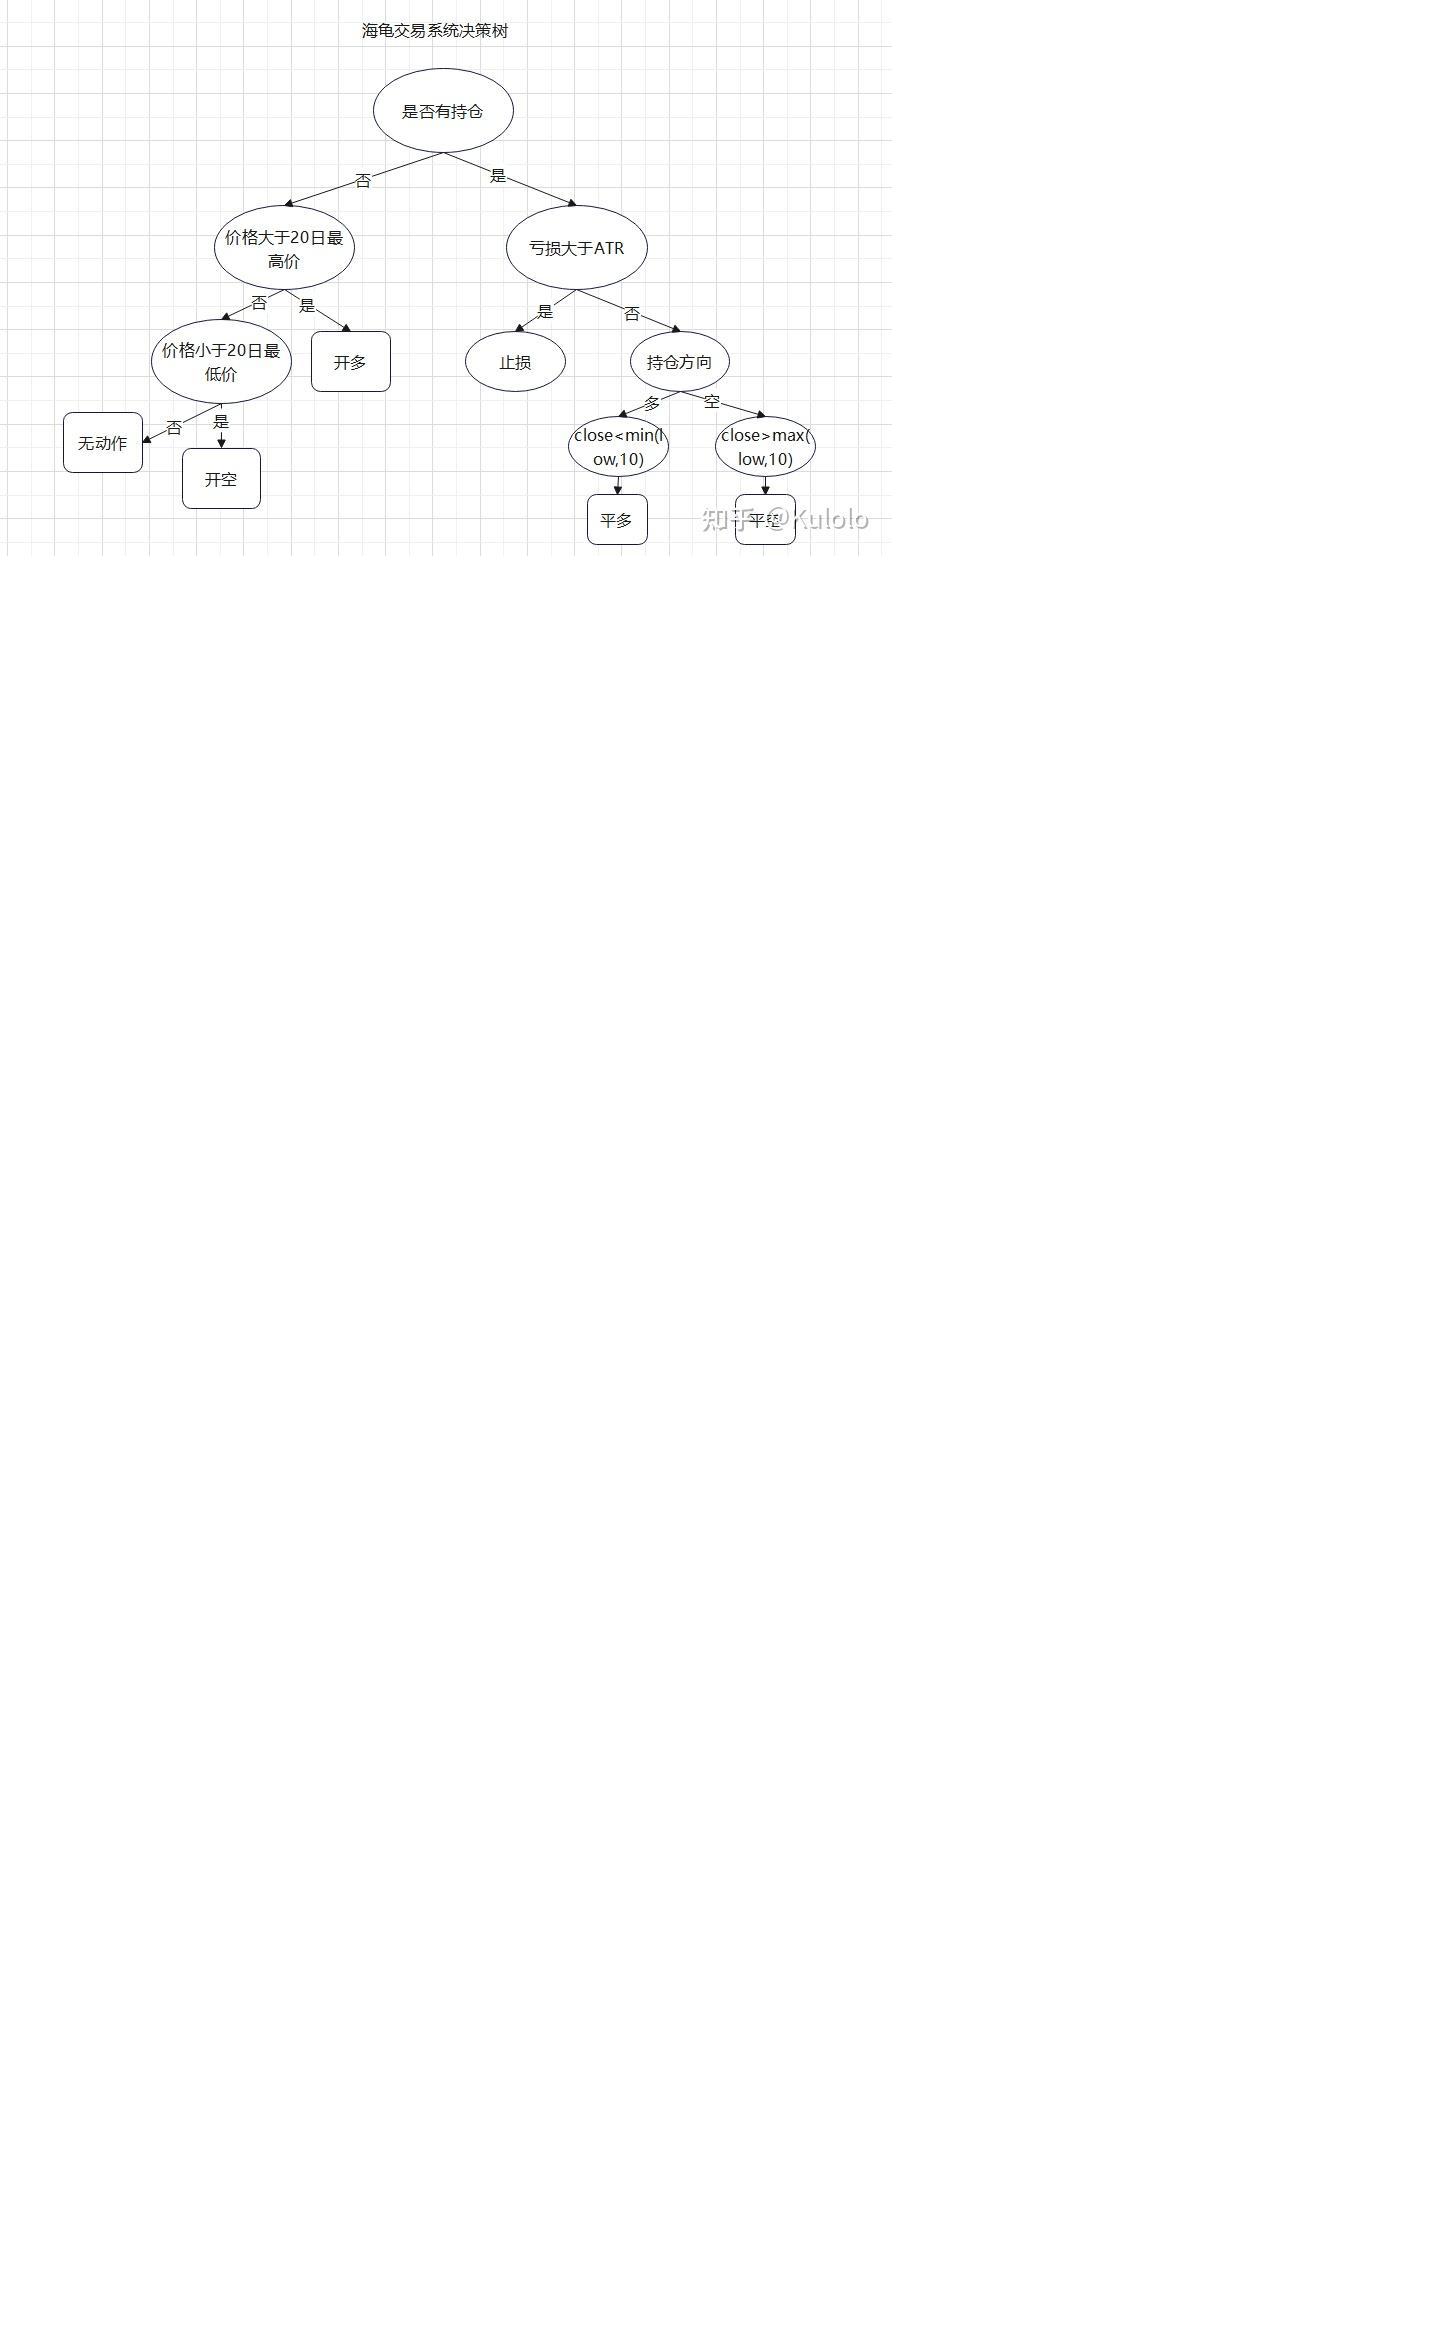 海龟交易系统决策树
是否有持仓
否
是
价格大于20日最
高价
亏损大于ATR
否
是
是
否
价格小于20日最
低价
开多
止损
持仓方向
否
是
多
空
无动作
开空
close<min(l
ow,10)
close>max(
low,10)
平多
平空
知乎 @Kulolo